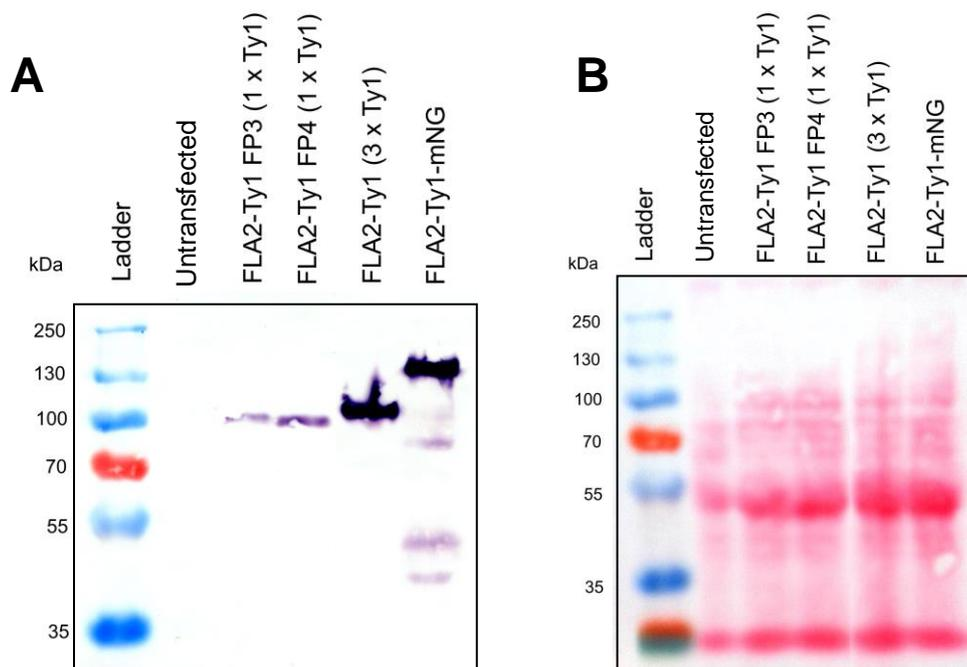 A
kDa
Ladder
Untransfected
FLA2-Ty1 FP3 (1 x Ty1)
FLA2-Ty1 FP4 (1 x Ty1)
FLA2-Ty1 (3 x Ty1)
FLA2-Ty1-mNG
250
130
100
70
55
35
B
kDa
Ladder
Untransfected
FLA2-Ty1 FP3 (1 x Ty1)
FLA2-Ty1 FP4 (1 x Ty1)
FLA2-Ty1 (3 x Ty1)
FLA2-Ty1-mNG
250
130
100
70
55
35